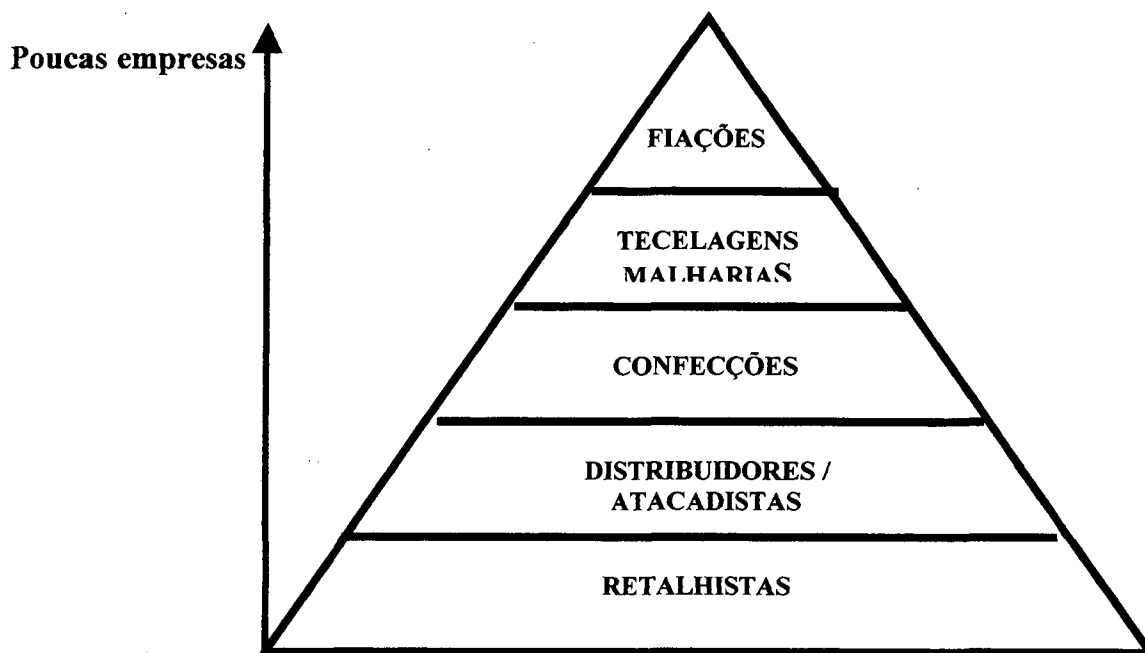 Poucas empresas
FIAÇÕES
TECELAGENS
MALHARIAS
CONFECÇÕES
DISTRIBUIDORES /
ATACADISTAS
RETALHISTAS